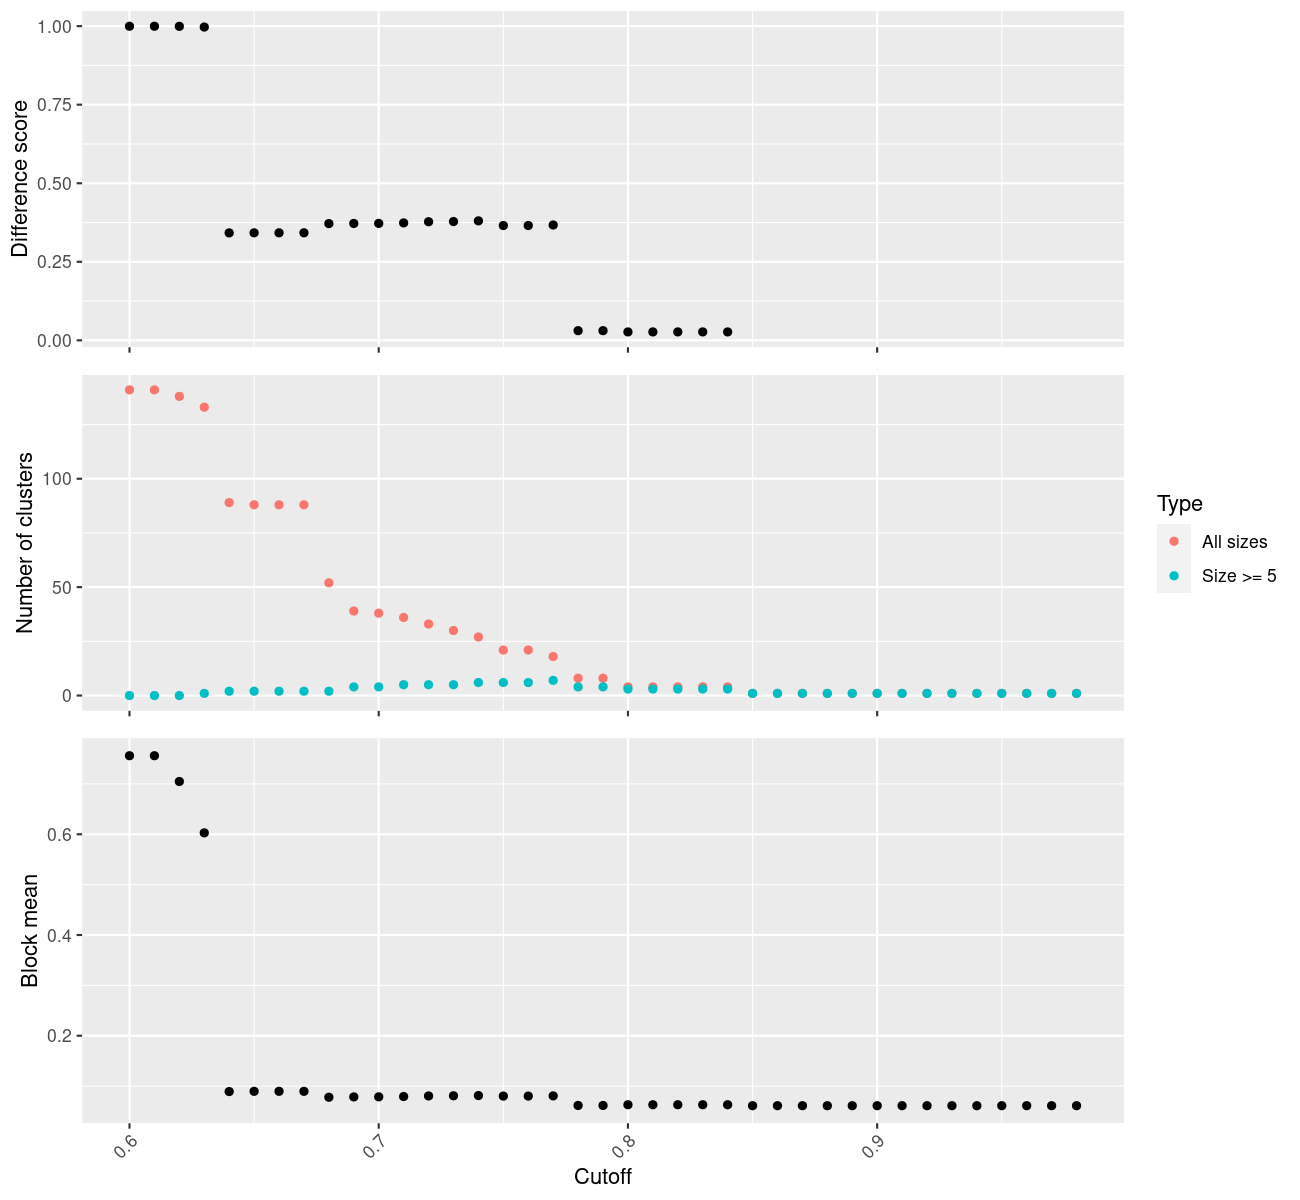 Difference score
1.00
0.75
0.50
0.25
0.00
Number of clusters
100
50
0
Type
All sizes
Size >= 5
Block mean
0.6
0.4
0.2
0.6
0.7
0.8
0.9
Cutoff